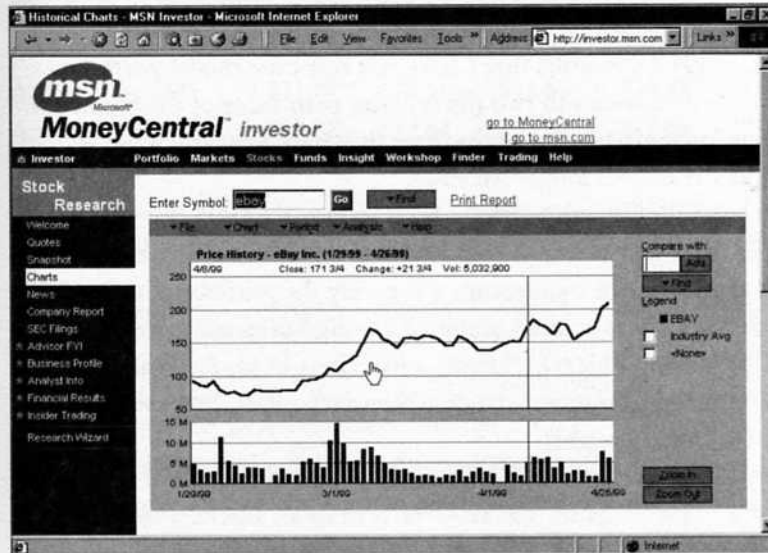 Historical Charts - MSN Investor - Microsoft Internet Explorer
File Edit View Favorites Tools » Address http://investor.msn.com Links »
msn.
Microsoft
MoneyCentral™ investor
go to MoneyCentral
| go to msn.com
Investor Portfolio Markets Stocks Funds Insight Workshop Finder Trading Help
Stock
Research
Enter Symbol: ebay Go Find Print Report
Welcome
Quotes
Snapshot
Charts
News
Company Report
SEC Filings
Advisor FYI
Business Profile
Analyst Info
Financial Results
Insider Trading
Research Wizard
File Chart Period Analysis Help
Price History - eBay Inc. (1/29/99 - 4/26/99)
4/8/99 Close: 171 3/4 Change: +21 3/4 Vol: 5,032,900
250
200
150
100
50
15 M
10 M
5 M
0 M
1/29/99 3/1/99 4/1/99 4/26/99
Compare with:
Add
Find
Legend
EBAY
Industry Avg
<None>
Zoom In
Zoom Out
Internet